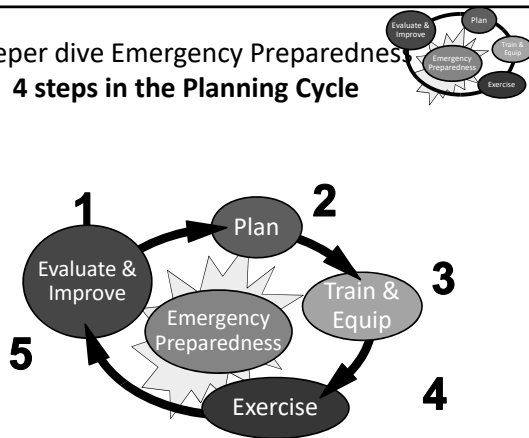 eper dive Emergency Preparedness
4 steps in the Planning Cycle
Evaluate &
Improve
Plan
Train &
Equip
Emergency
Preparedness
Exercise
1
2
Plan
Evaluate &
Improve
3
Train &
Equip
Emergency
Preparedness
5
4
Exercise